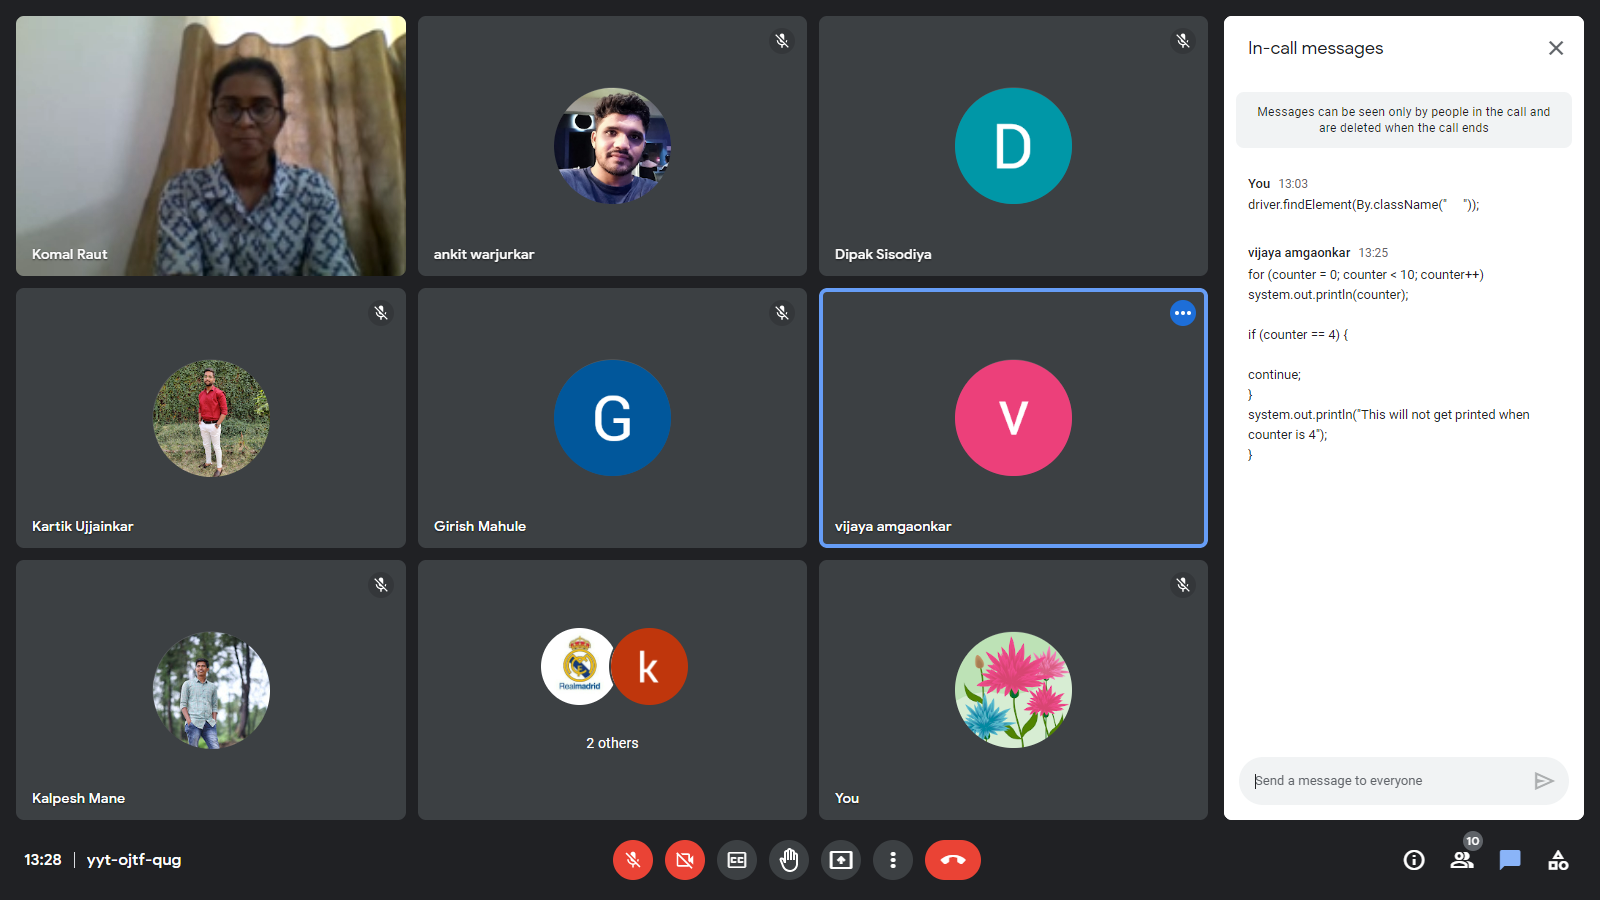 Komal Raut
ankit warjurkar
D
Dipak Sisodiya
Kartik Ujjainkar
G
Girish Mahule
V
vijaya amgaonkar
Kalpesh Mane
Realmadrid
k
2 others
You
In-call messages
Messages can be seen only by people in the call and
are deleted when the call ends
You 13:03
driver.findElement(By.className("    "));
vijaya amgaonkar 13:25
for (counter = 0; counter < 10; counter++)
system.out.println(counter);
if (counter == 4) {
continue;
}
system.out.println("This will not get printed when
counter is 4");
}
Send a message to everyone
13:28 | yyt-ojtf-qug
CC
10